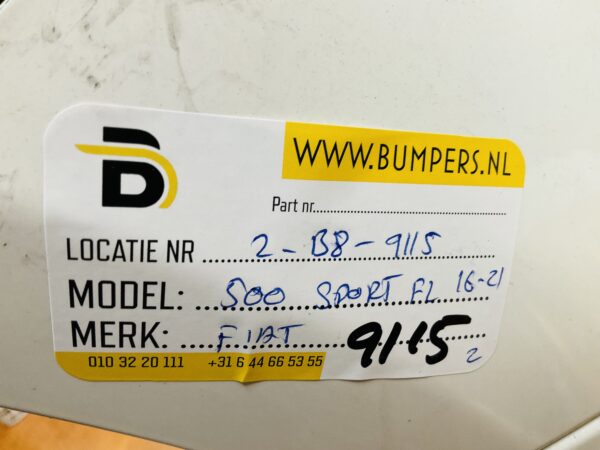 B
WWW.BUMPERS.NL
Part nr.
LOCATIE NR 2-B8-9115
MODEL: 500 SPORT FL 16-21
MERK: FIAT 9115 2
010 32 20 111 +31 6 44 66 53 55